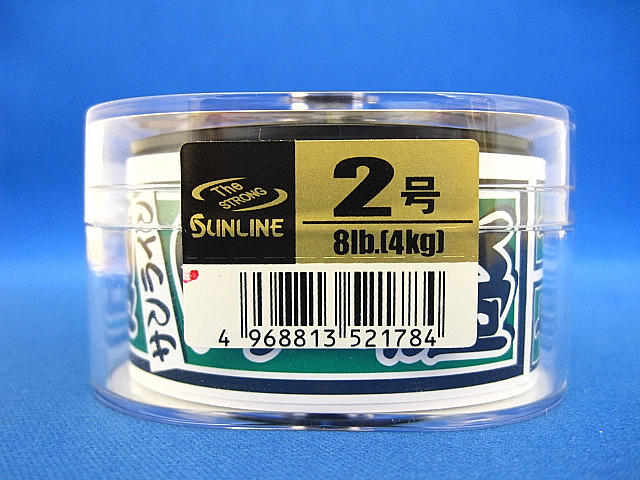 The
STRONG
SUNLINE
2号
8lb.(4kg)
4 968813 521784